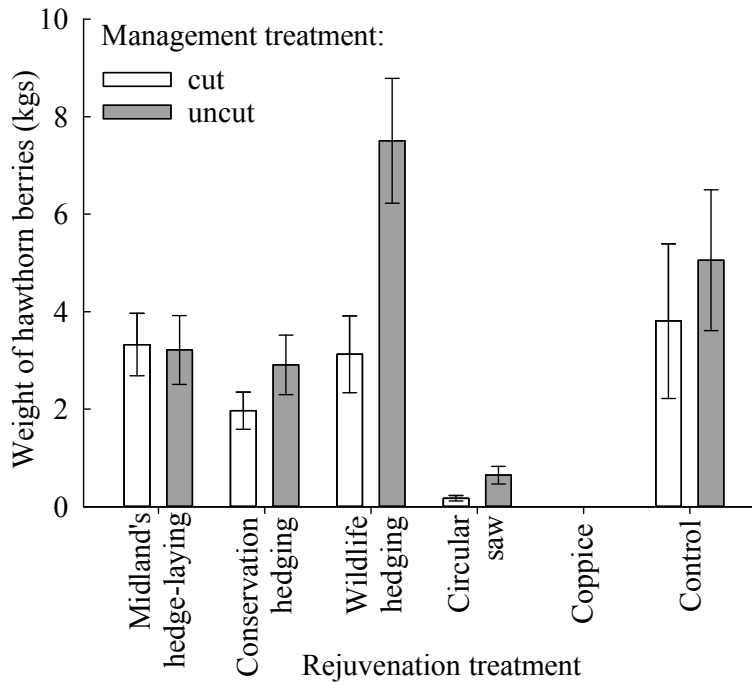 Weight of hawthorn berries (kgs)
10
8
6
4
2
0
Management treatment:
cut
uncut
Midland's
hedge-laying
Conservation
hedging
Wildlife
hedging
Circular
saw
Coppice
Control
Rejuvenation treatment